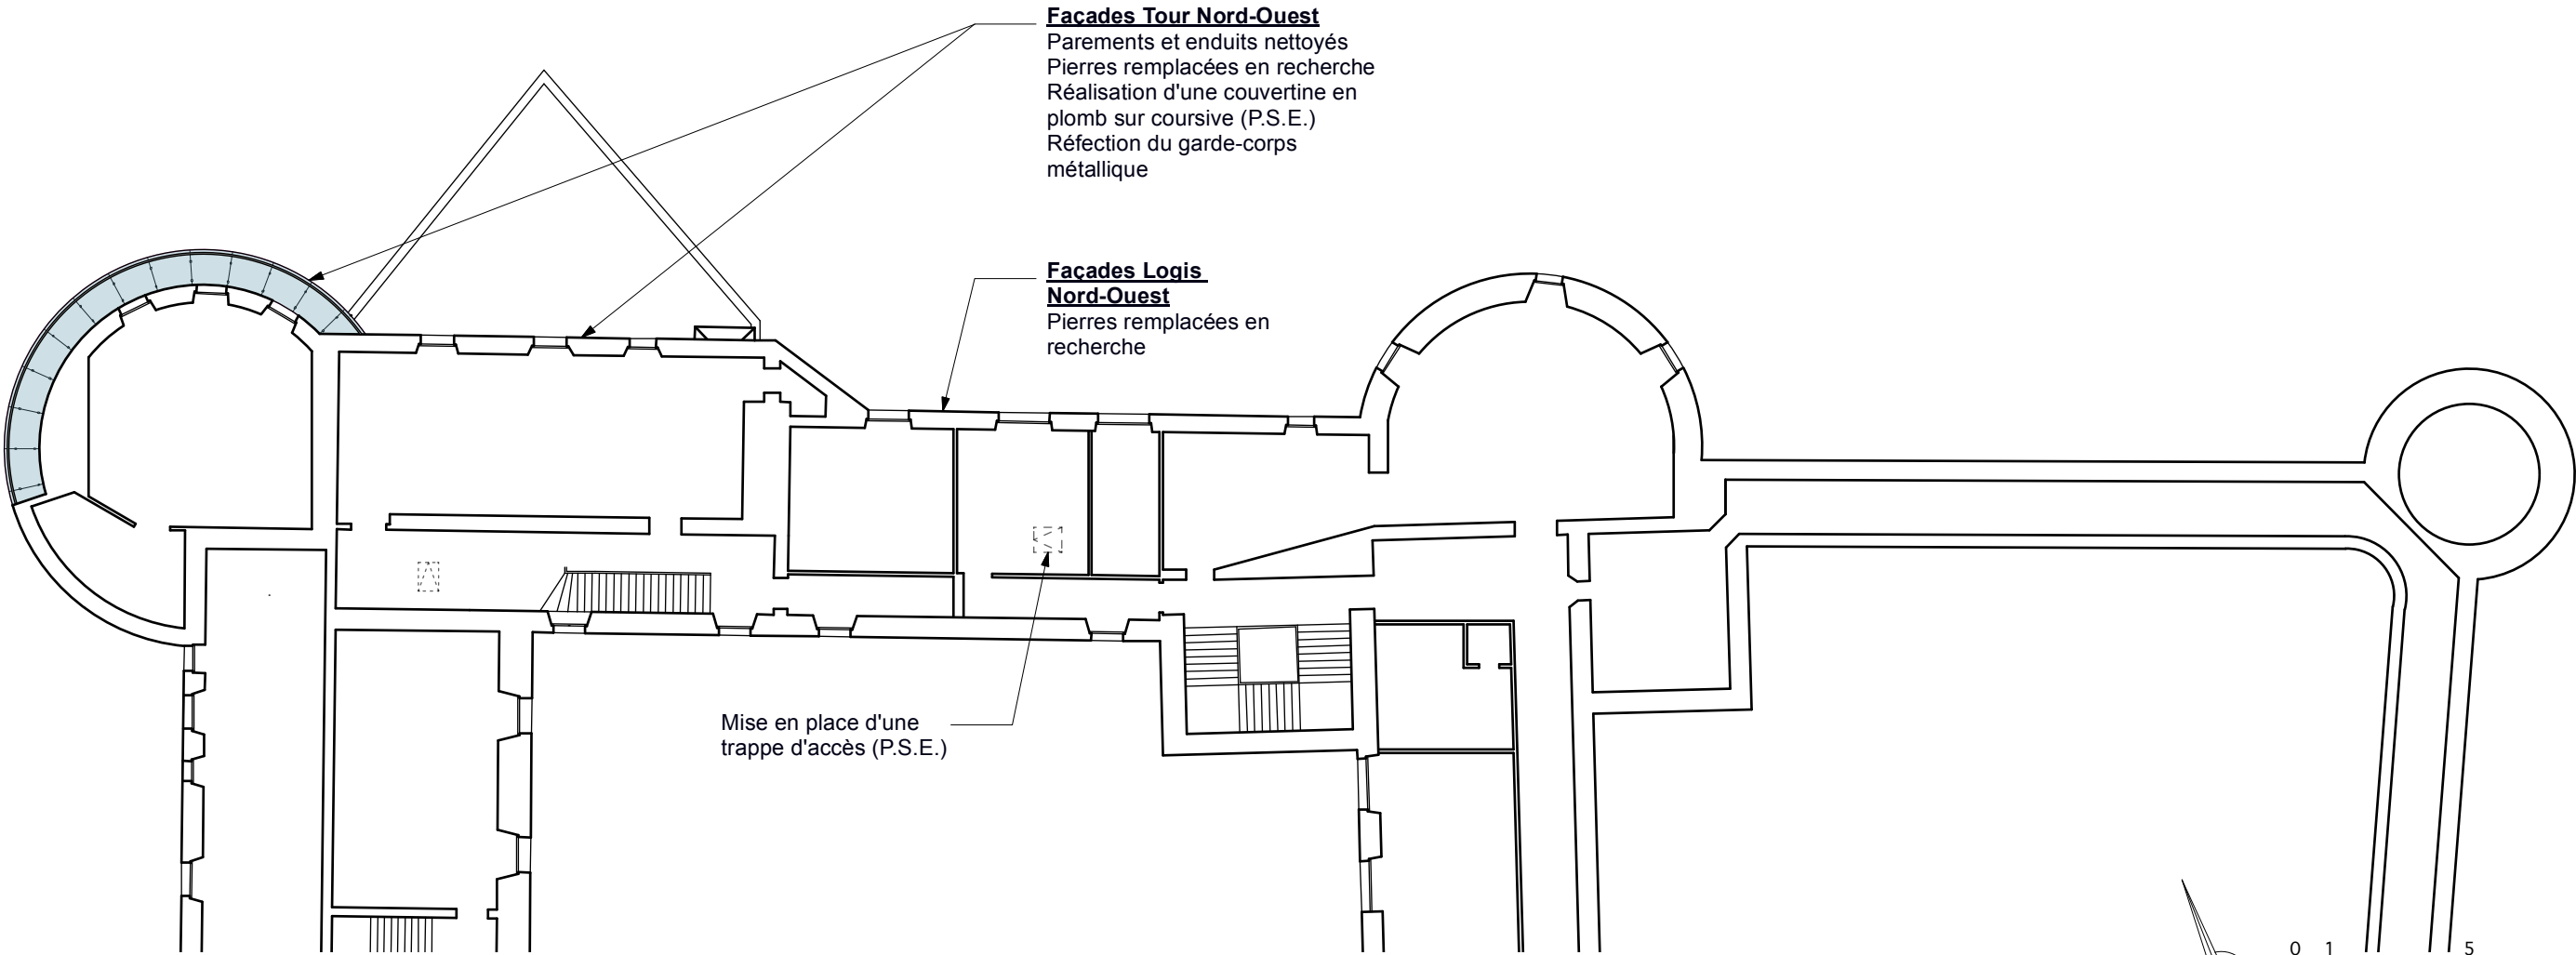 Façades Tour Nord-Ouest
Parements et enduits nettoyés
Pierres remplacées en recherche
Réalisation d'une couvertine en
plomb sur coursive (P.S.E.)
Réfection du garde-corps
métallique
Façades Logis
Nord-Ouest
Pierres remplacées en
recherche
Mise en place d'une
trappe d'accès (P.S.E.)
0 1 5